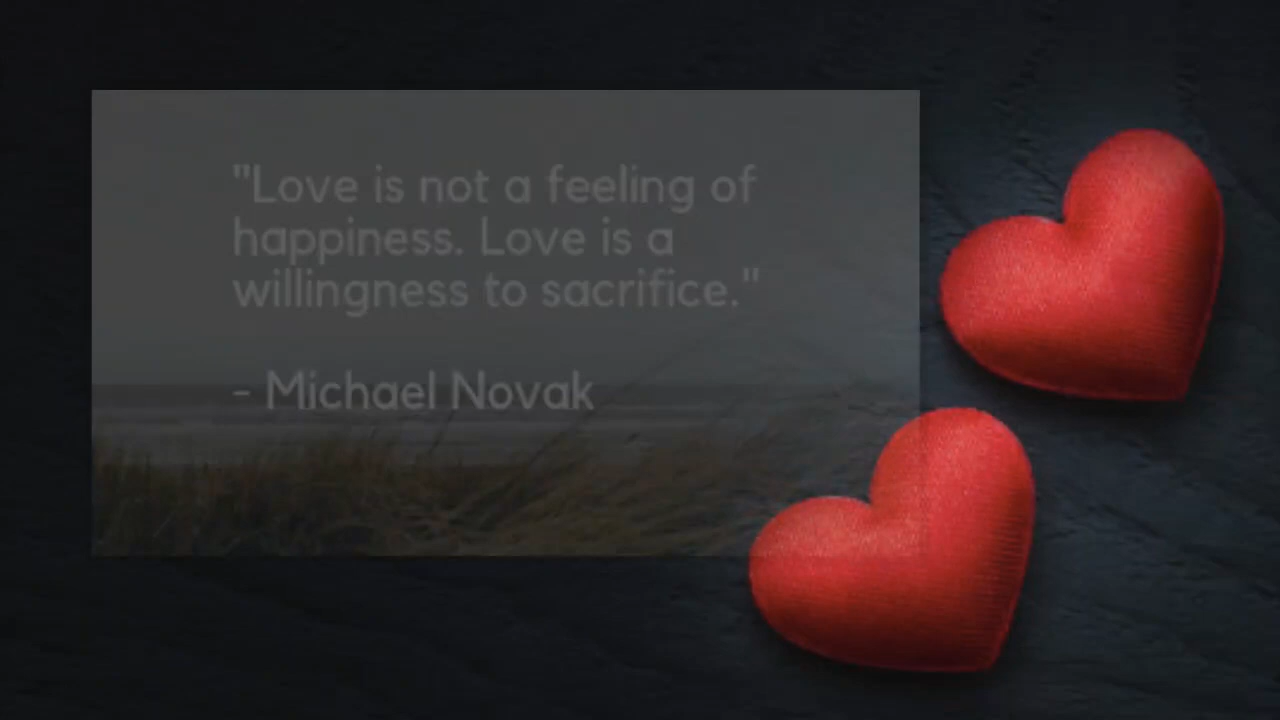 "Love is not a feeling of
happiness. Love is a
willingness to sacrifice."
- Michael Novak